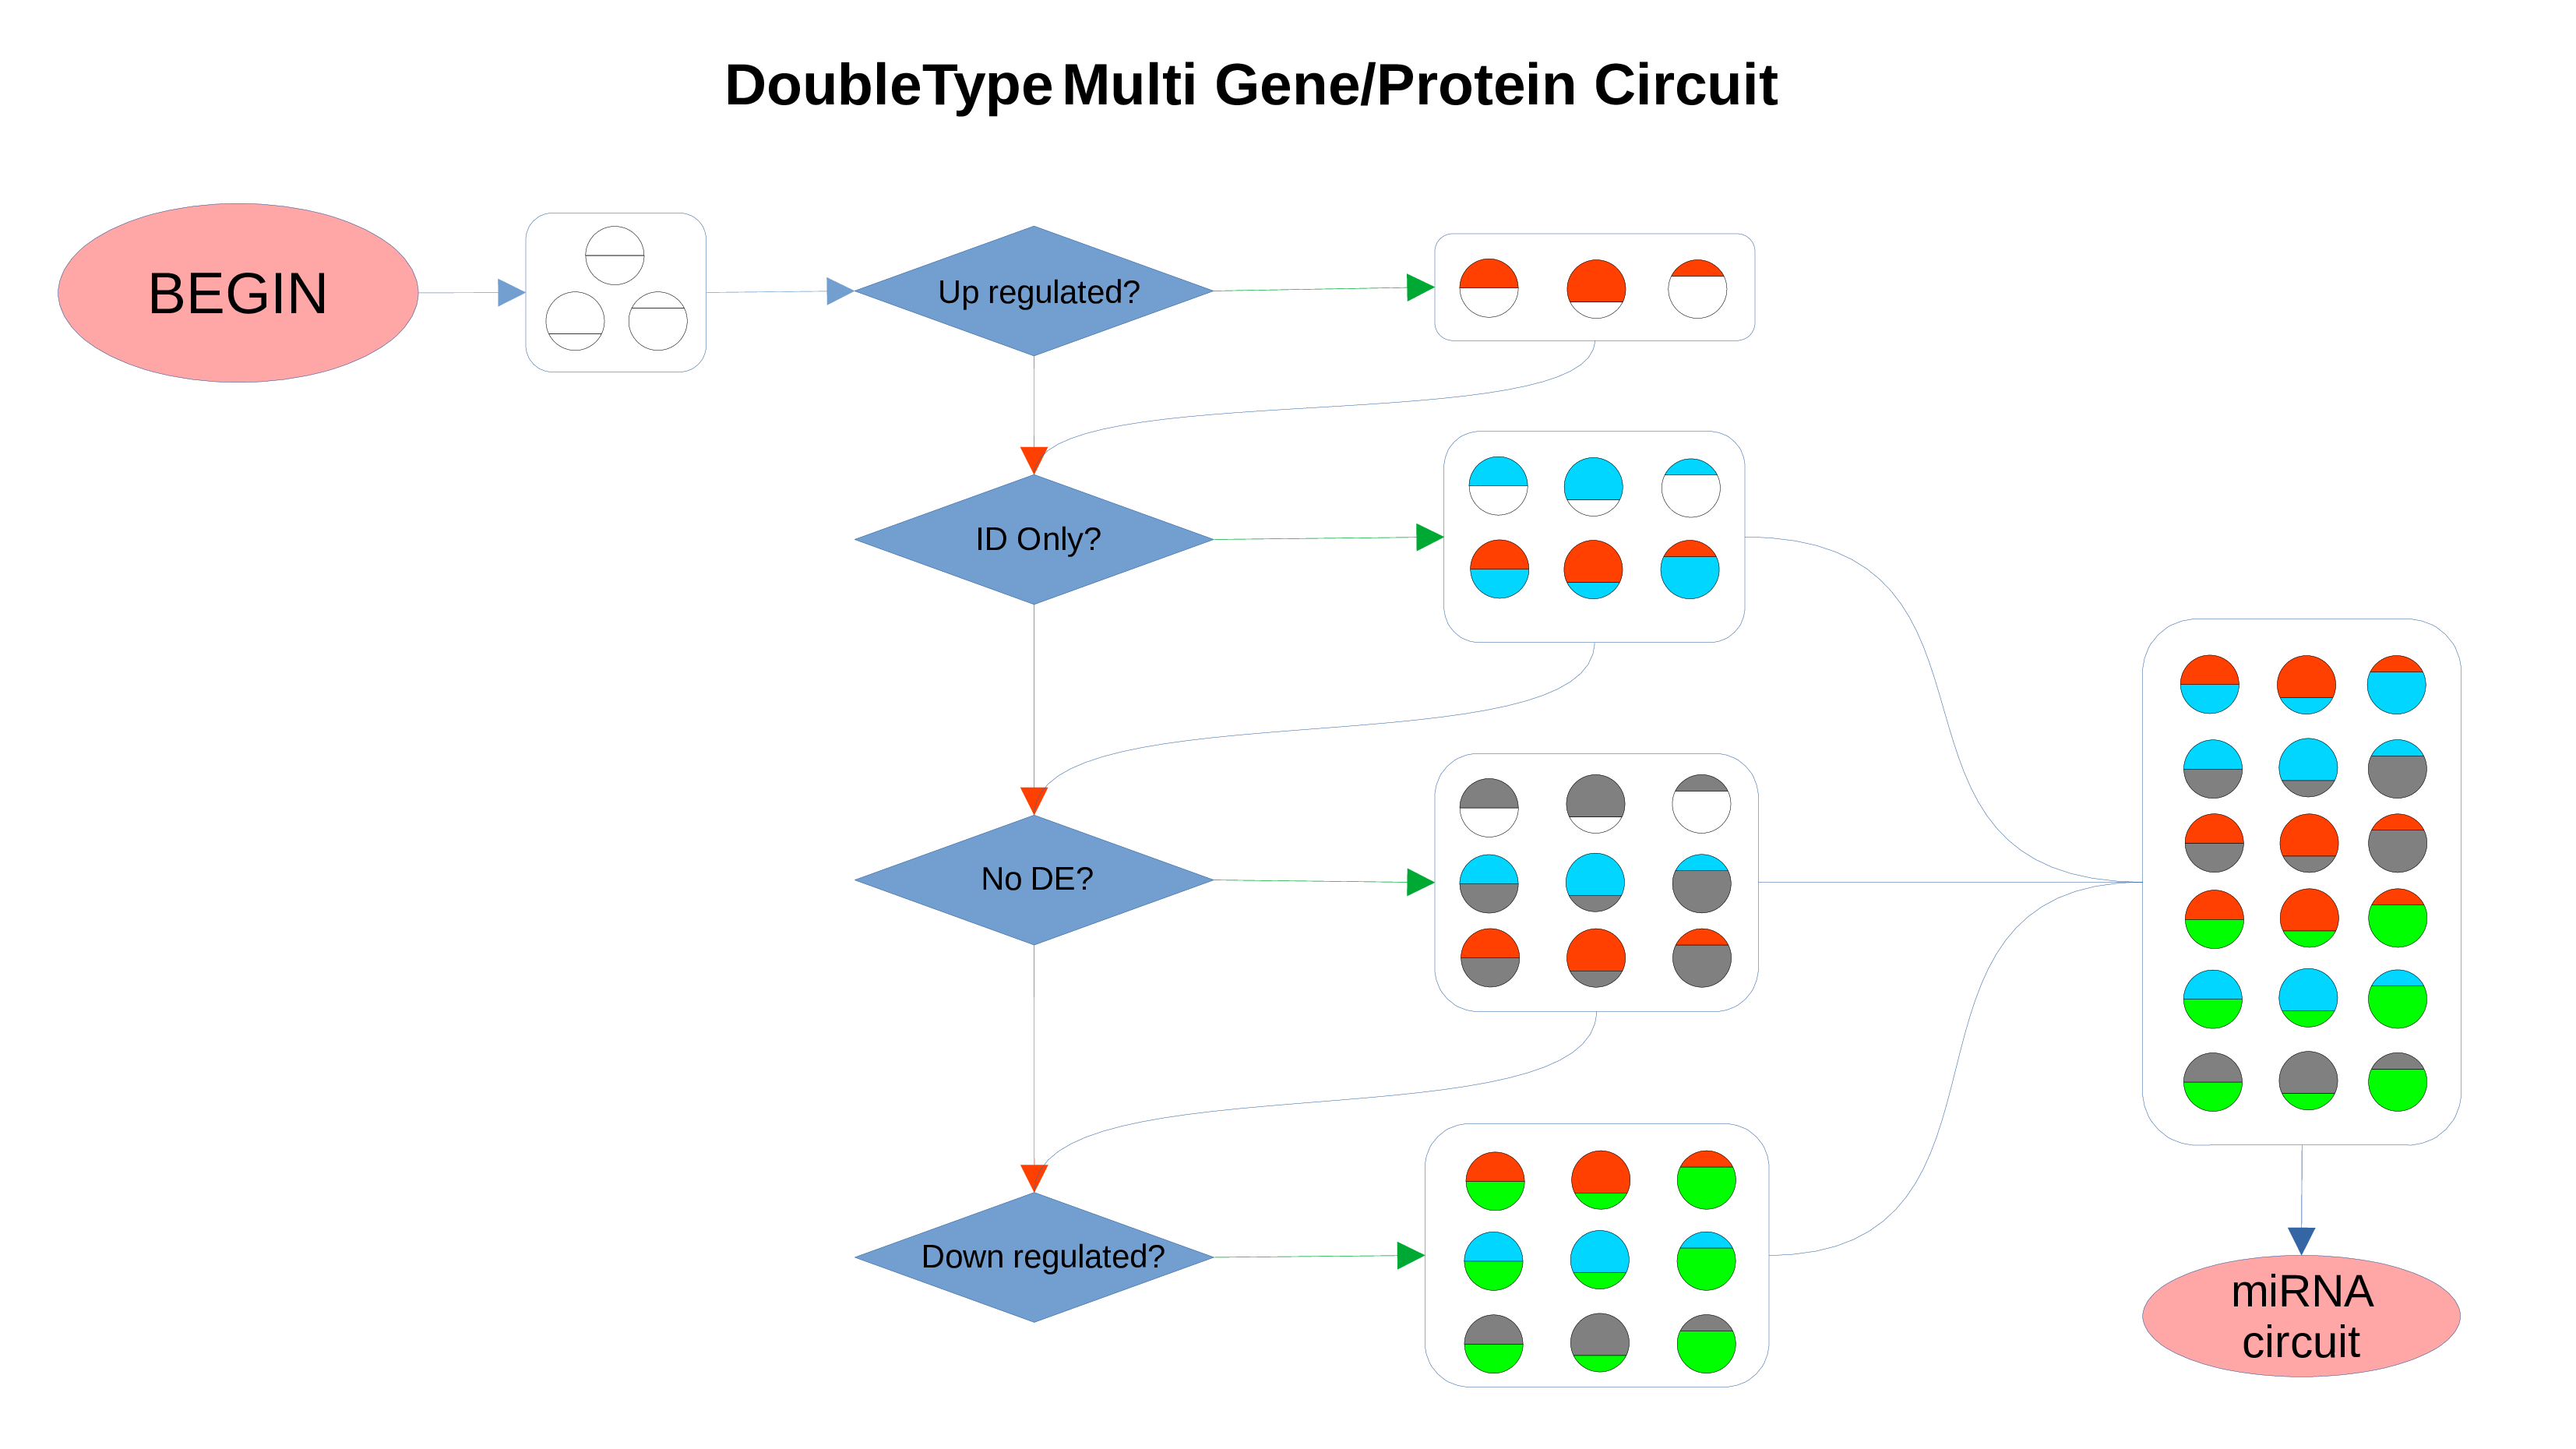 DoubleType Multi Gene/Protein Circuit
BEGIN
Up regulated?
ID Only?
No DE?
Down regulated?
miRNA
circuit